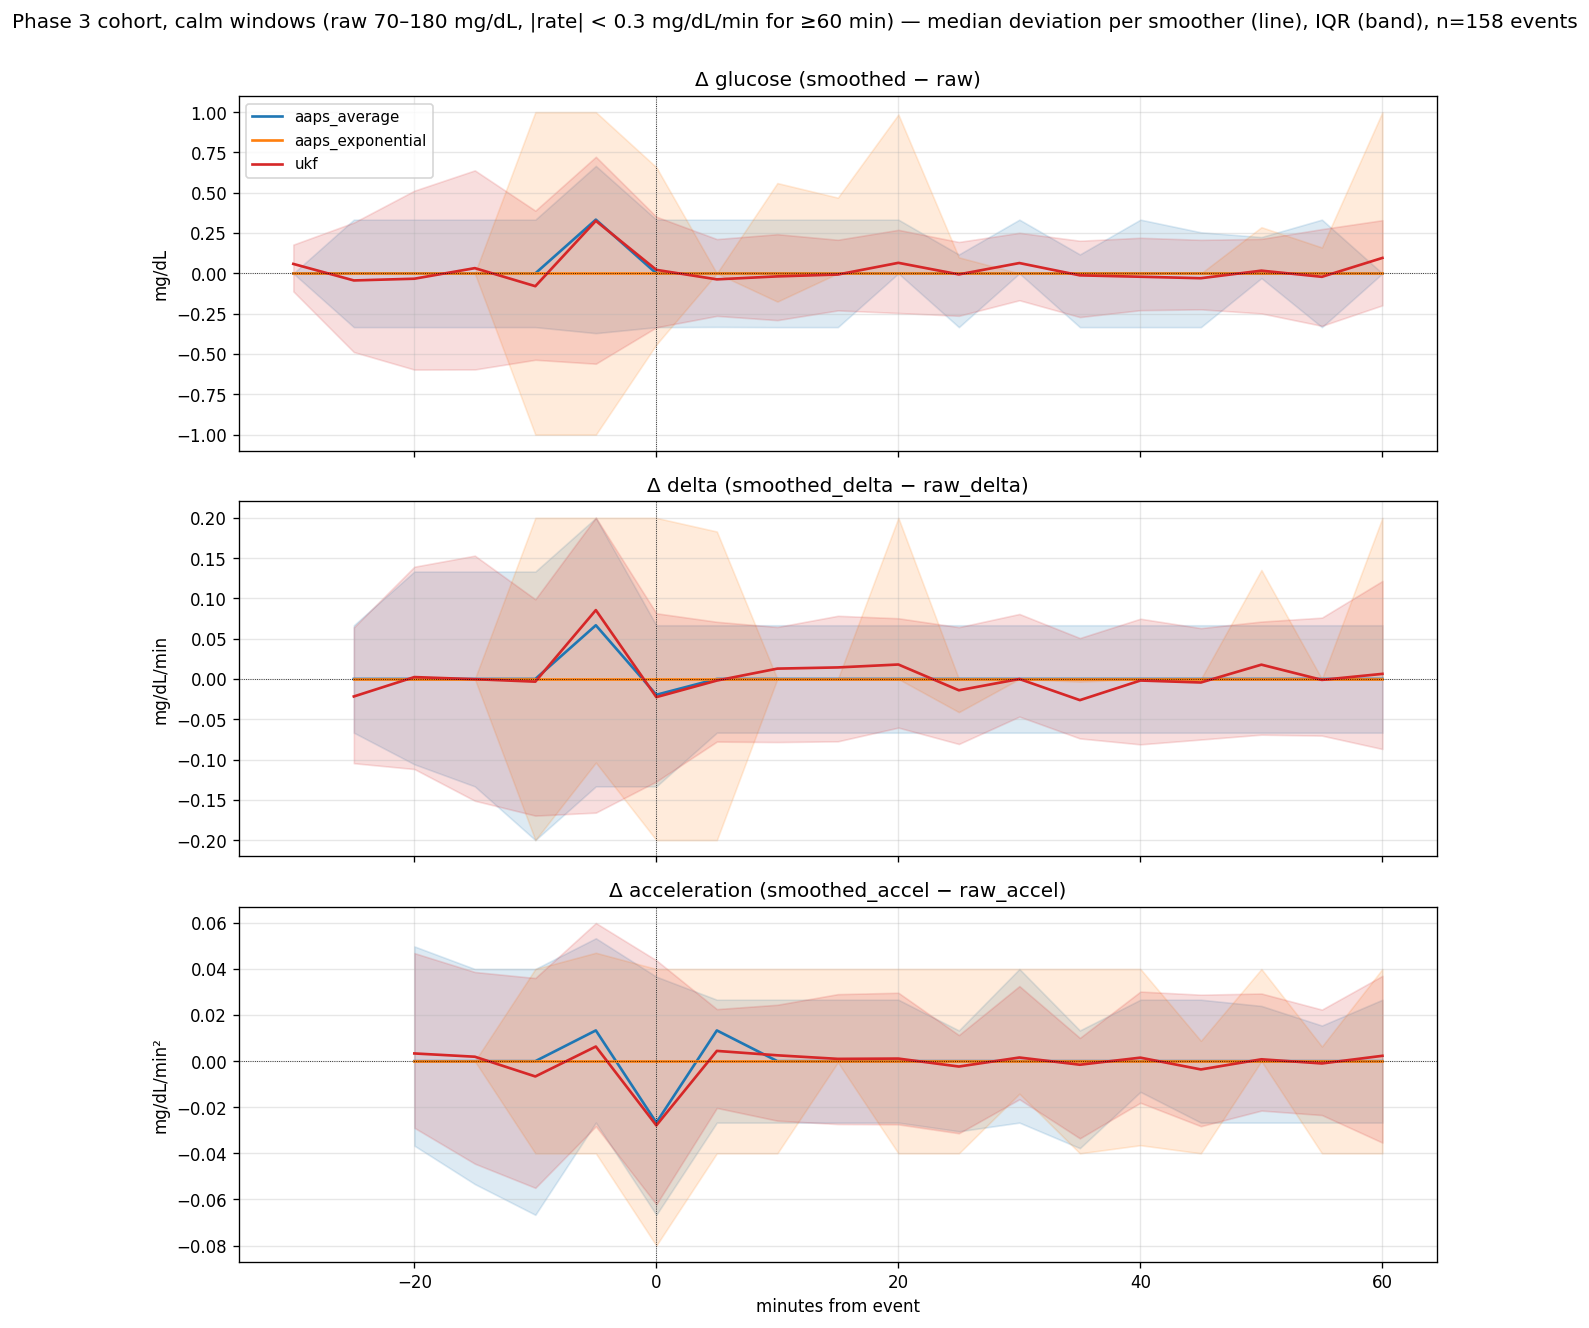 Phase 3 cohort, calm windows (raw 70–180 mg/dL, |rate| < 0.3 mg/dL/min for ≥60 min) — median deviation per smoother (line), IQR (band), n=158 events
Δ glucose (smoothed − raw)
aaps_average
aaps_exponential
ukf
1.00
0.75
0.50
0.25
0.00
−0.25
−0.50
−0.75
−1.00
mg/dL
Δ delta (smoothed_delta − raw_delta)
0.20
0.15
0.10
0.05
0.00
−0.05
−0.10
−0.15
−0.20
mg/dL/min
Δ acceleration (smoothed_accel − raw_accel)
0.06
0.04
0.02
0.00
−0.02
−0.04
−0.06
−0.08
mg/dL/min²
−20 0 20 40 60
minutes from event